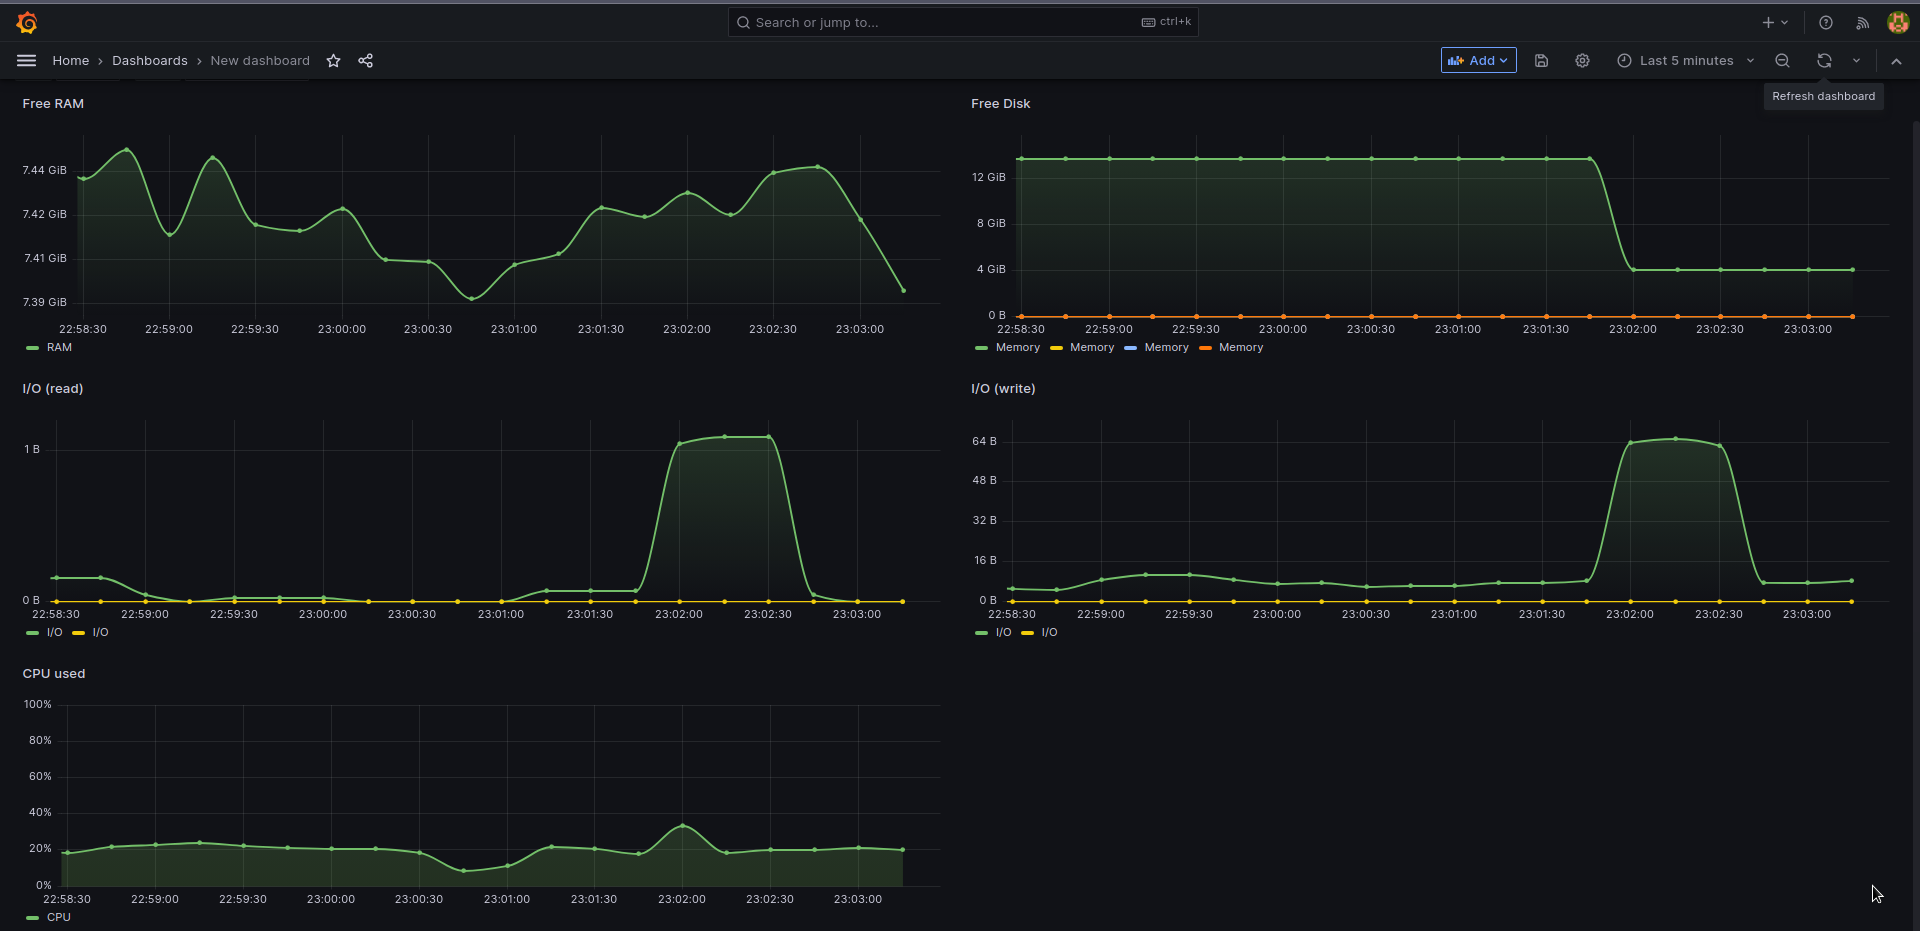 Search or jump to... ctrl+k
Home › Dashboards › New dashboard Add Last 5 minutes
Refresh dashboard
Free RAM
7.44 GiB
7.42 GiB
7.41 GiB
7.39 GiB
22:58:30 22:59:00 22:59:30 23:00:00 23:00:30 23:01:00 23:01:30 23:02:00 23:02:30 23:03:00
RAM
Free Disk
12 GiB
8 GiB
4 GiB
0 B
22:58:30 22:59:00 22:59:30 23:00:00 23:00:30 23:01:00 23:01:30 23:02:00 23:02:30 23:03:00
Memory Memory Memory Memory
I/O (read)
1 B
0 B
22:58:30 22:59:00 22:59:30 23:00:00 23:00:30 23:01:00 23:01:30 23:02:00 23:02:30 23:03:00
I/O I/O
I/O (write)
64 B
48 B
32 B
16 B
0 B
22:58:30 22:59:00 22:59:30 23:00:00 23:00:30 23:01:00 23:01:30 23:02:00 23:02:30 23:03:00
I/O I/O
CPU used
100%
80%
60%
40%
20%
0%
22:58:30 22:59:00 22:59:30 23:00:00 23:00:30 23:01:00 23:01:30 23:02:00 23:02:30 23:03:00
CPU